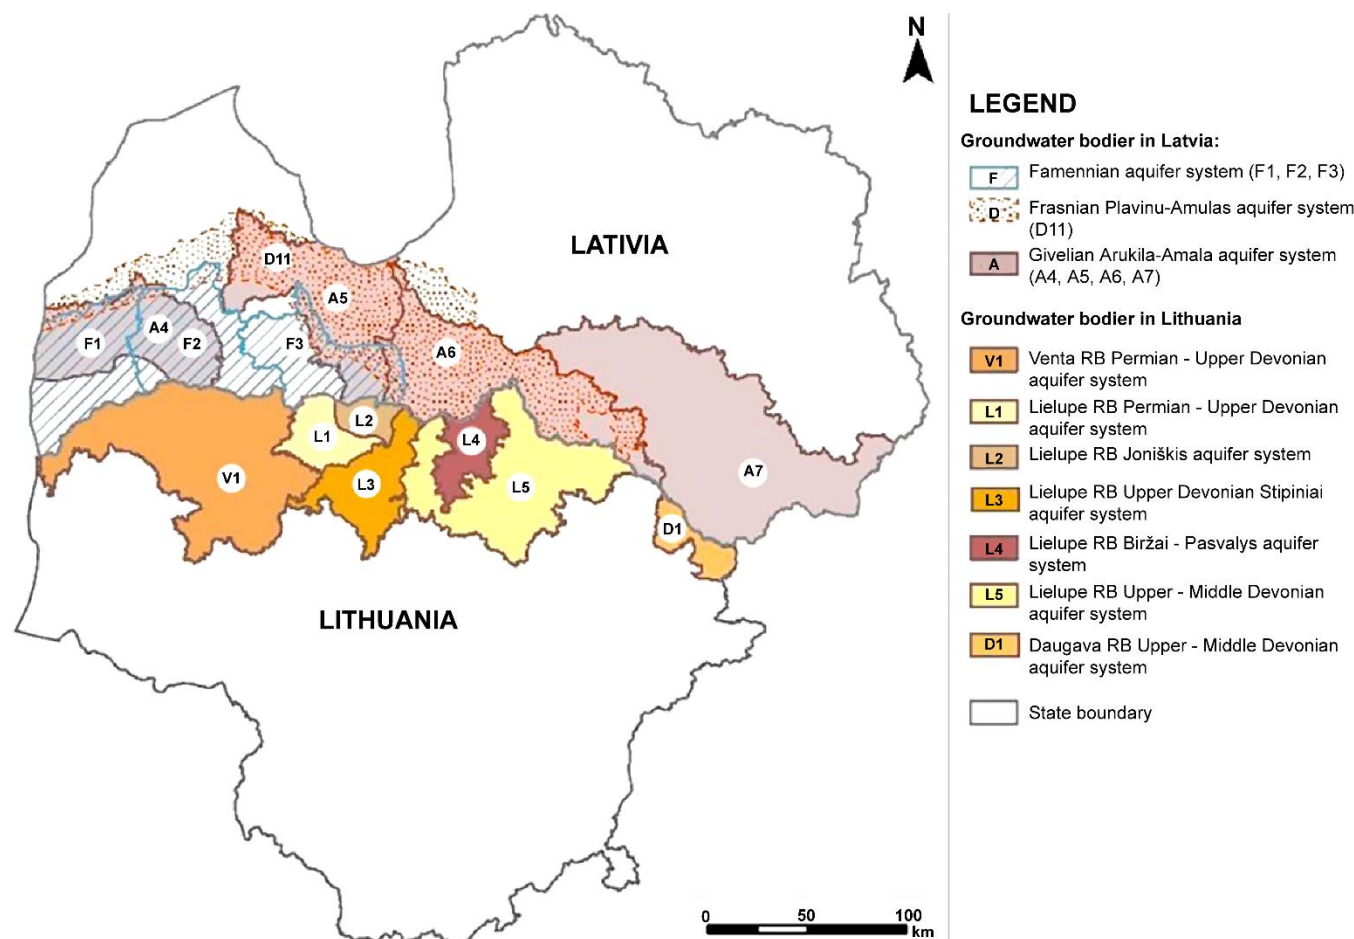 N
LATIVIA
D11
A5
A4
F1
F2
F3
A6
L2
L1
L4
V1
L3
L5
A7
D1
LITHUANIA
0 50 100
km
LEGEND
Groundwater bodier in Latvia:
F Famennian aquifer system (F1, F2, F3)
D Frasnian Plavinu-Amulas aquifer system
(D11)
A Givelian Arukila-Amala aquifer system
(A4, A5, A6, A7)
Groundwater bodier in Lithuania
V1 Venta RB Permian - Upper Devonian
aquifer system
L1 Lielupe RB Permian - Upper Devonian
aquifer system
L2 Lielupe RB Joniškis aquifer system
L3 Lielupe RB Upper Devonian Stipiniai
aquifer system
L4 Lielupe RB Biržai - Pasvalys aquifer
system
L5 Lielupe RB Upper - Middle Devonian
aquifer system
D1 Daugava RB Upper - Middle Devonian
aquifer system
State boundary